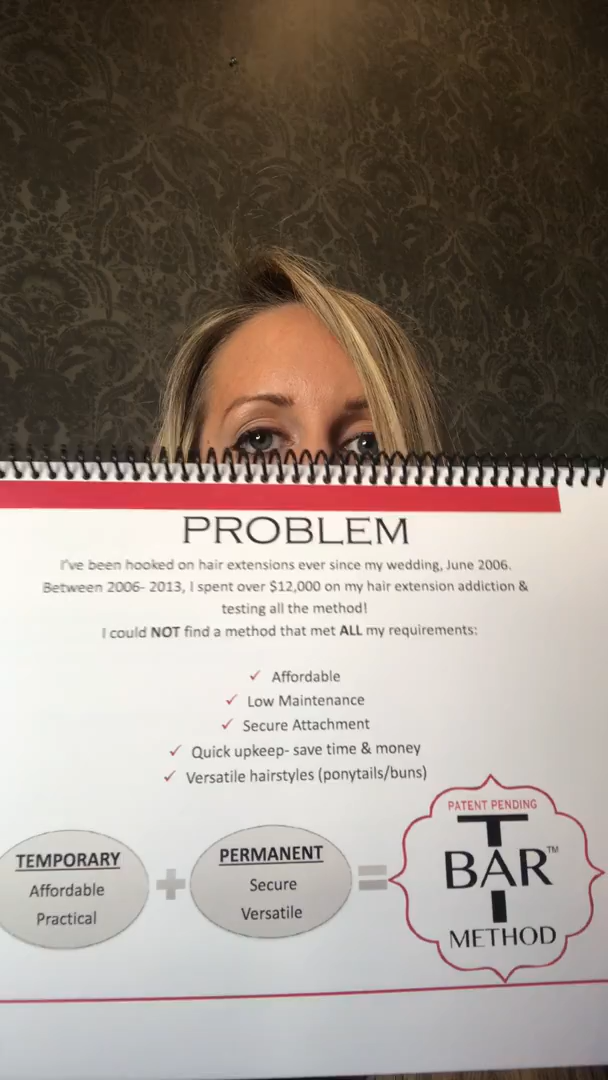 PROBLEM
I've been hooked on hair extensions ever since my wedding, June 2006.
Between 2006- 2013, I spent over $12,000 on my hair extension addiction &
testing all the method!
I could NOT find a method that met ALL my requirements:
✓ Affordable
✓ Low Maintenance
✓ Secure Attachment
✓ Quick upkeep- save time & money
✓ Versatile hairstyles (ponytails/buns)
TEMPORARY
Affordable
Practical
+
PERMANENT
Secure
Versatile
=
PATENT PENDING
T
BAR™
METHOD